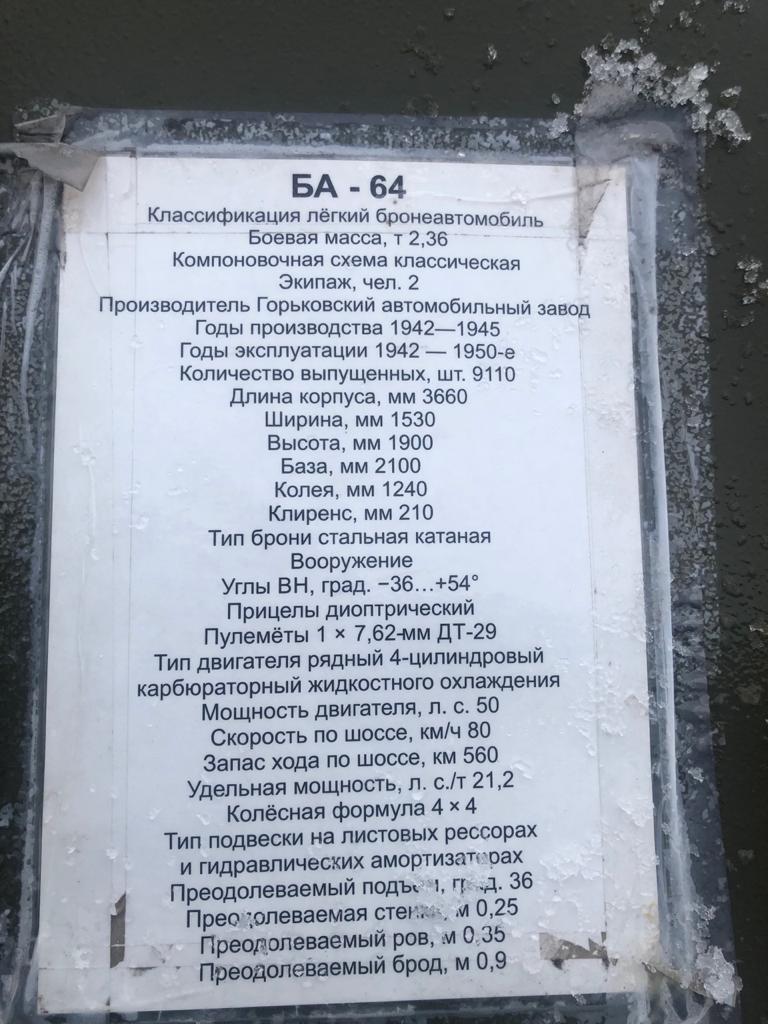 БА - 64
Классификация лёгкий бронеавтомобиль
Боевая масса, т 2,36
Компоновочная схема классическая
Экипаж, чел. 2
Производитель Горьковский автомобильный завод
Годы производства 1942—1945
Годы эксплуатации 1942 — 1950-е
Количество выпущенных, шт. 9110
Длина корпуса, мм 3660
Ширина, мм 1530
Высота, мм 1900
База, мм 2100
Колея, мм 1240
Клиренс, мм 210
Тип брони стальная катаная
Вооружение
Углы ВН, град. −36…+54°
Прицелы диоптрический
Пулемёты 1 × 7,62-мм ДТ-29
Тип двигателя рядный 4-цилиндровый
карбюраторный жидкостного охлаждения
Мощность двигателя, л. с. 50
Скорость по шоссе, км/ч 80
Запас хода по шоссе, км 560
Удельная мощность, л. с./т 21,2
Колёсная формула 4 × 4
Тип подвески на листовых рессорах
и гидравлических амортизаторах
Преодолеваемый подъём, град. 36
Преодолеваемая стенка, м 0,25
Преодолеваемый ров, м 0,35
Преодолеваемый брод, м 0,9